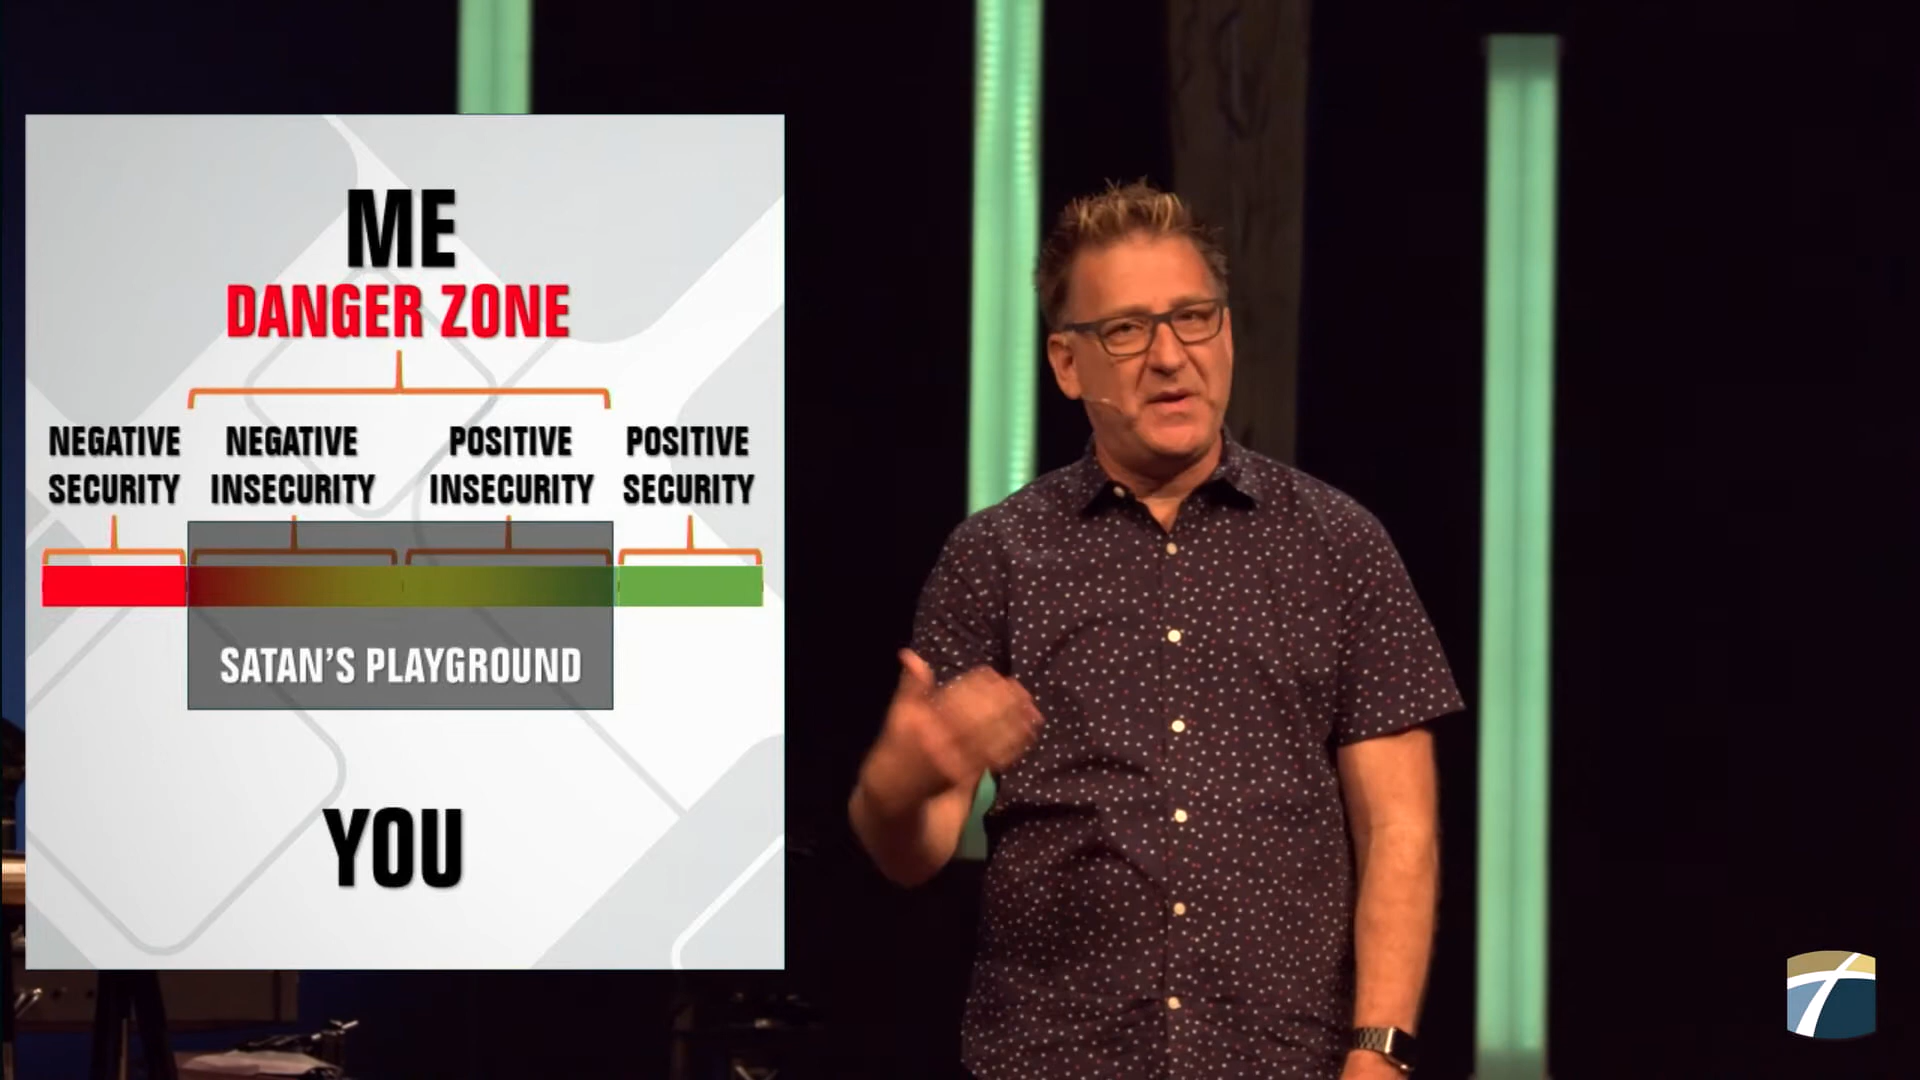 ME
DANGER ZONE
NEGATIVE SECURITY
NEGATIVE INSECURITY
POSITIVE INSECURITY
POSITIVE SECURITY
SATAN'S PLAYGROUND
YOU